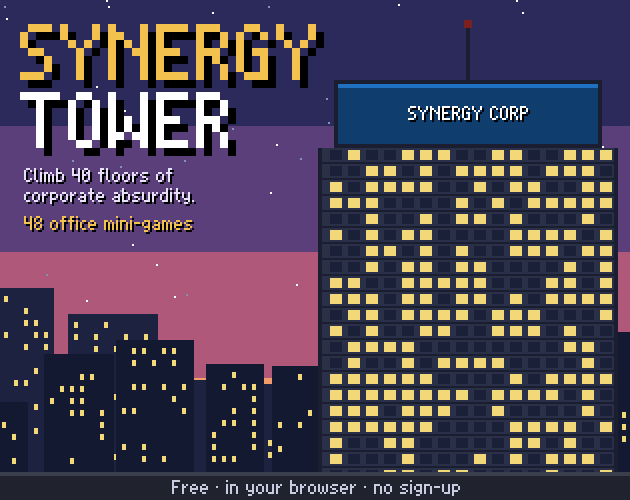 SYNERGY
TOWER
SYNERGY CORP
Climb 40 floors of
corporate absurdity.
48 office mini-games
Free · in your browser · no sign-up